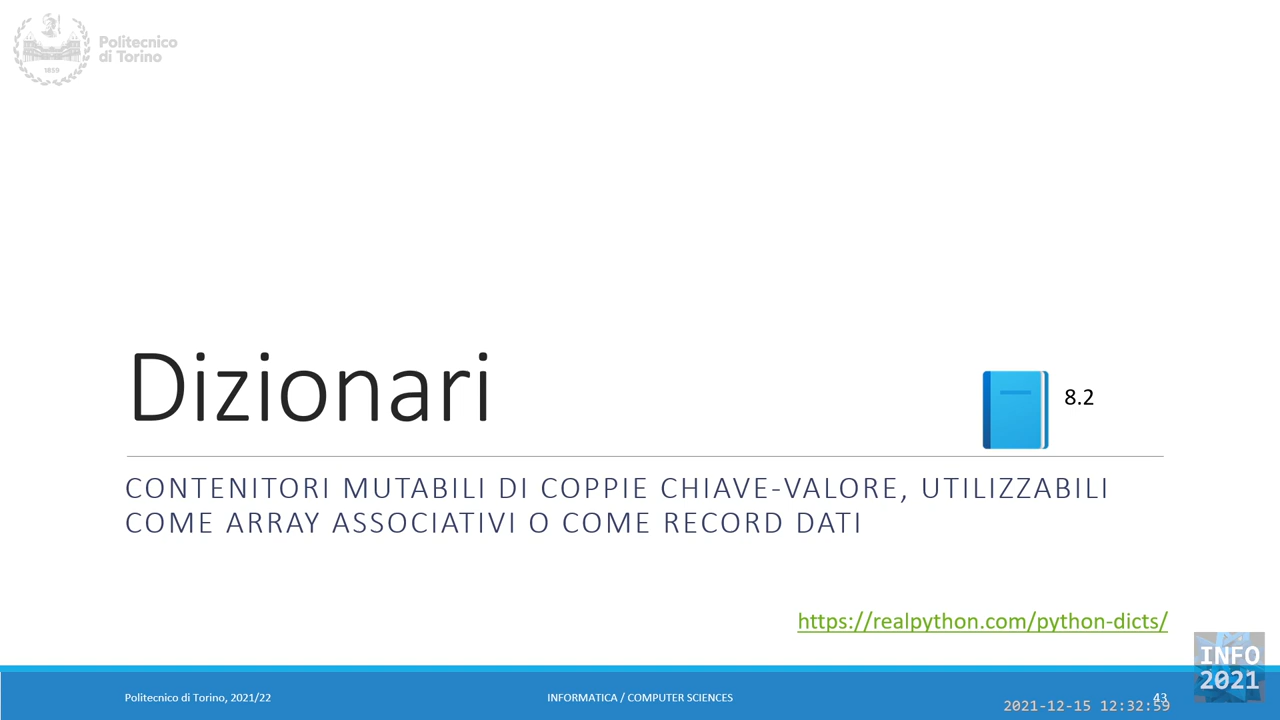 Politecnico
di Torino
1859
Dizionari
8.2
CONTENITORI MUTABILI DI COPPIE CHIAVE-VALORE, UTILIZZABILI
COME ARRAY ASSOCIATIVI O COME RECORD DATI
https://realpython.com/python-dicts/
INFO
2021
Politecnico di Torino, 2021/22
INFORMATICA / COMPUTER SCIENCES
43
2021-12-15 12:32:59